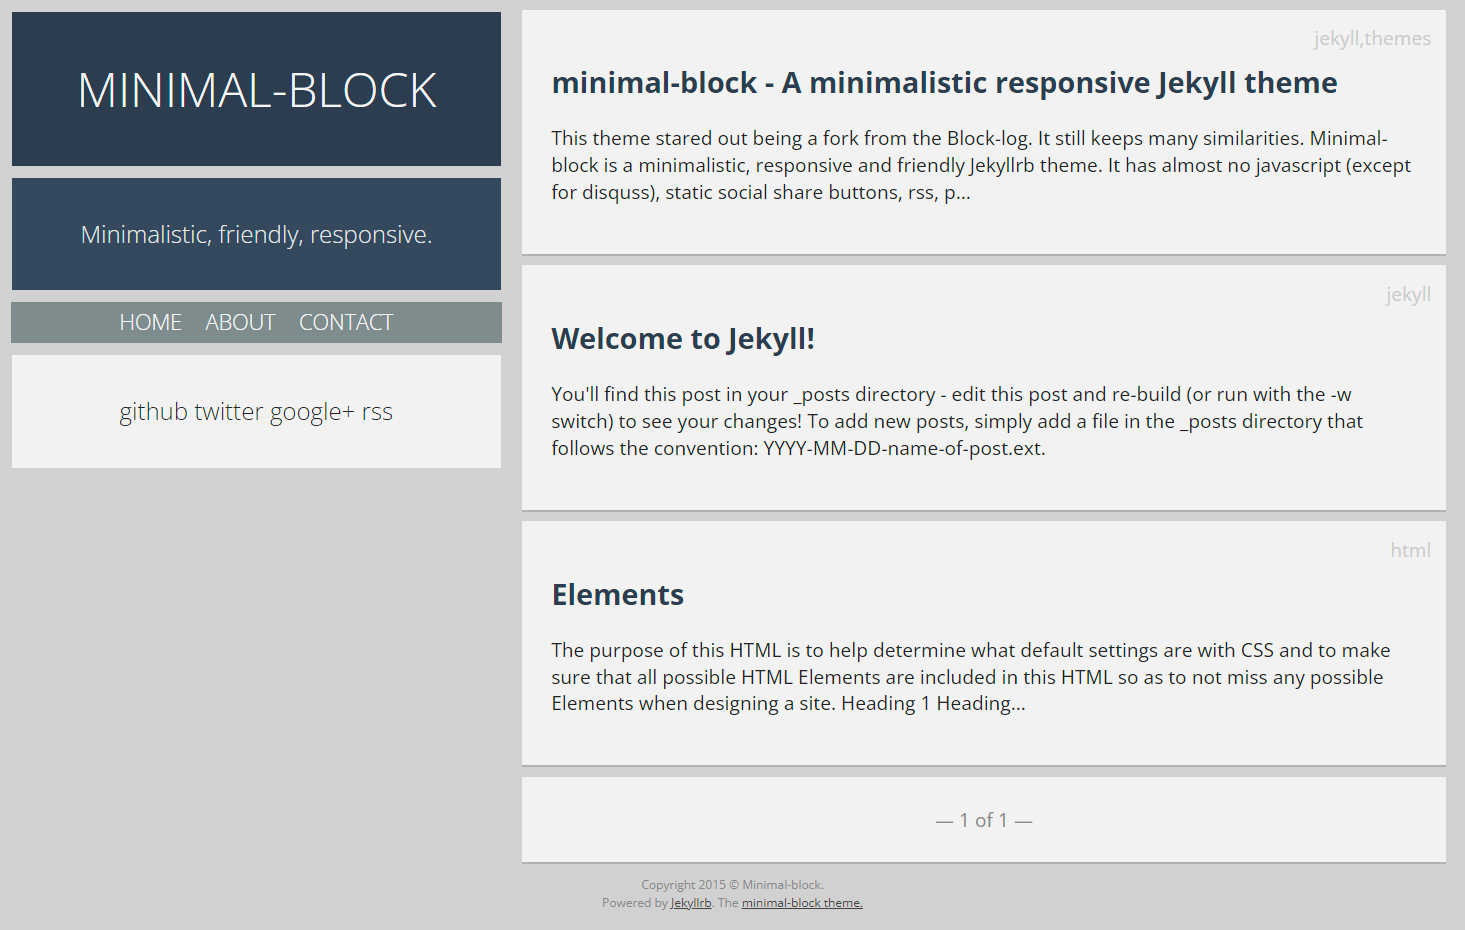 MINIMAL-BLOCK
Minimalistic, friendly, responsive.
HOME ABOUT CONTACT
github twitter google+ rss
jekyll,themes
minimal-block - A minimalistic responsive Jekyll theme
This theme stared out being a fork from the Block-log. It still keeps many similarities. Minimal-
block is a minimalistic, responsive and friendly Jekyllrb theme. It has almost no javascript (except
for disquss), static social share buttons, rss, p...
jekyll
Welcome to Jekyll!
You'll find this post in your _posts directory - edit this post and re-build (or run with the -w
switch) to see your changes! To add new posts, simply add a file in the _posts directory that
follows the convention: YYYY-MM-DD-name-of-post.ext.
html
Elements
The purpose of this HTML is to help determine what default settings are with CSS and to make
sure that all possible HTML Elements are included in this HTML so as to not miss any possible
Elements when designing a site. Heading 1 Heading...
— 1 of 1 —
Copyright 2015 © Minimal-block.
Powered by Jekyllrb. The minimal-block theme.